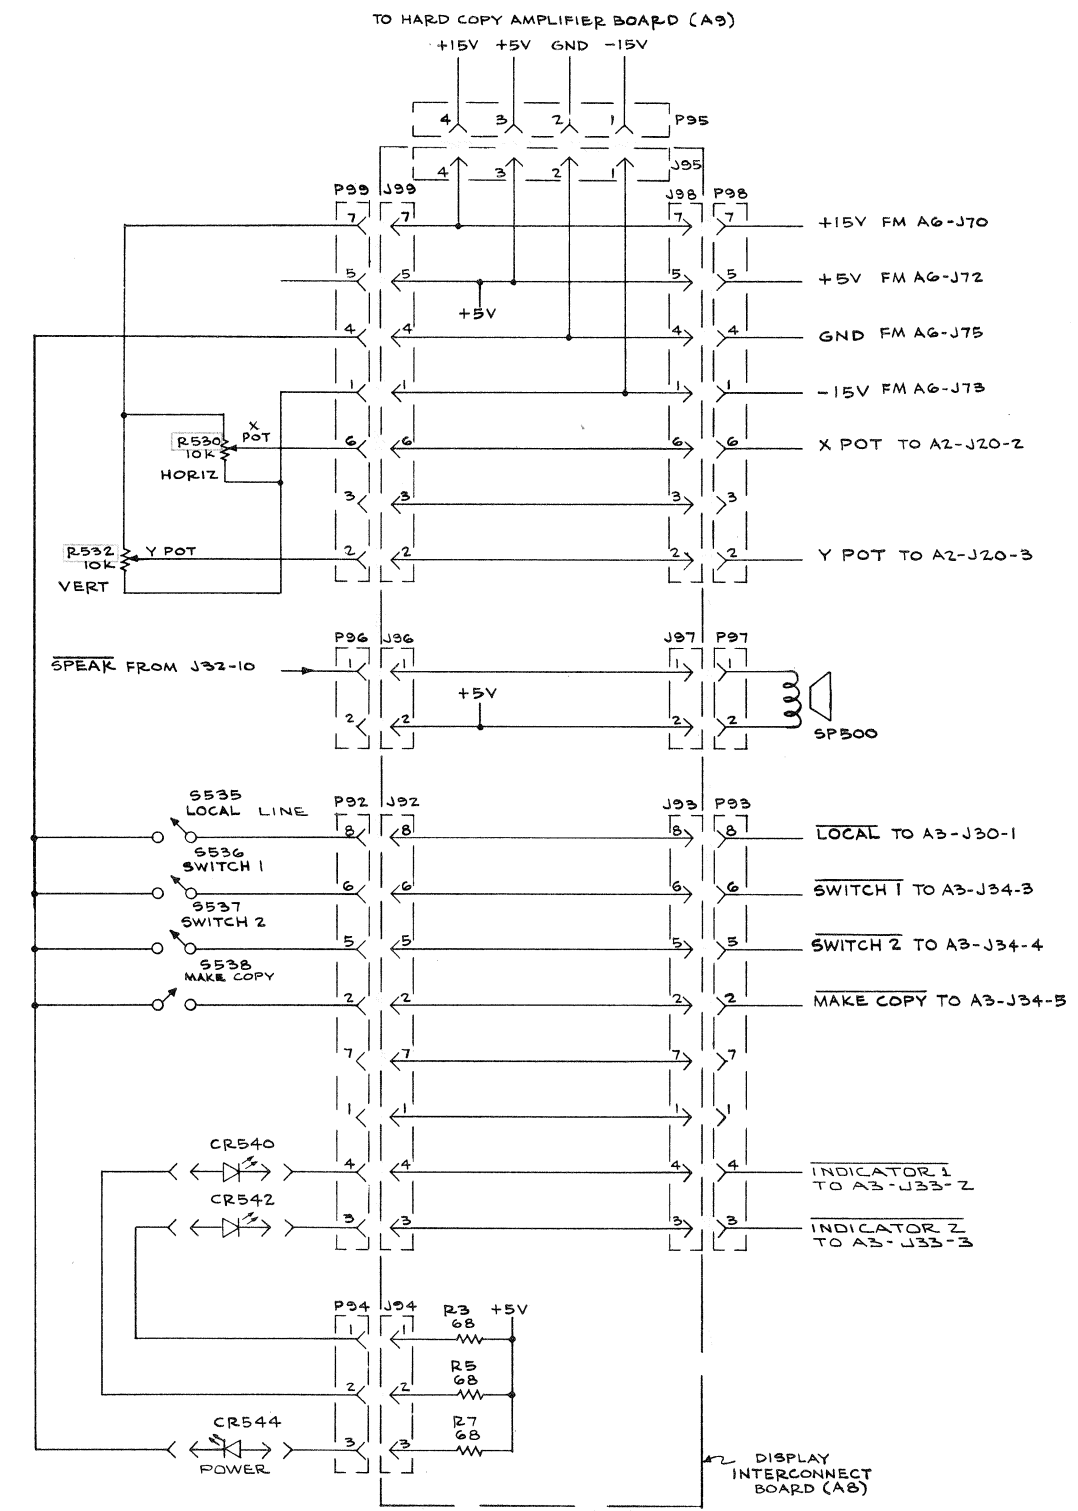 TO HARD COPY AMPLIFIER BOARD (A9)
+15V +5V GND -15V
4 3 2 1 P95
4 3 2 1 J95
P99 J99 J98 P98
7 7 7 7 +15V FM A6-J70
5 5 5 5 +5V FM A6-J72
+5V
4 4 4 4 GND FM A6-J75
1 1 1 1 -15V FM A6-J73
X
POT
R530
10K
HORIZ
6 6 6 6 X POT TO A2-J20-2
3 3 3 3
R532
10K
VERT
Y POT
2 2 2 2 Y POT TO A2-J20-3
P96 J96 J97 P97
SPEAK FROM J32-10
1 1 1 1
+5V
2 2 2 2
SP500
P92 J92 J93 P93
S535
LOCAL LINE
8 8 8 8 LOCAL TO A3-J30-1
S536
SWITCH 1
6 6 6 6 SWITCH 1 TO A3-J34-3
S537
SWITCH 2
5 5 5 5 SWITCH 2 TO A3-J34-4
S538
MAKE COPY
2 2 2 2 MAKE COPY TO A3-J34-5
7 7 7 7
1 1 1 1
CR540
4 4 4 4 INDICATOR 1
TO A3-J33-2
CR542
3 3 3 3 INDICATOR 2
TO A3-J33-3
P94 J94
R3
68
+5V
1 1
R5
68
2 2
CR544
POWER
R7
68
3 3
DISPLAY
INTERCONNECT
BOARD (A8)